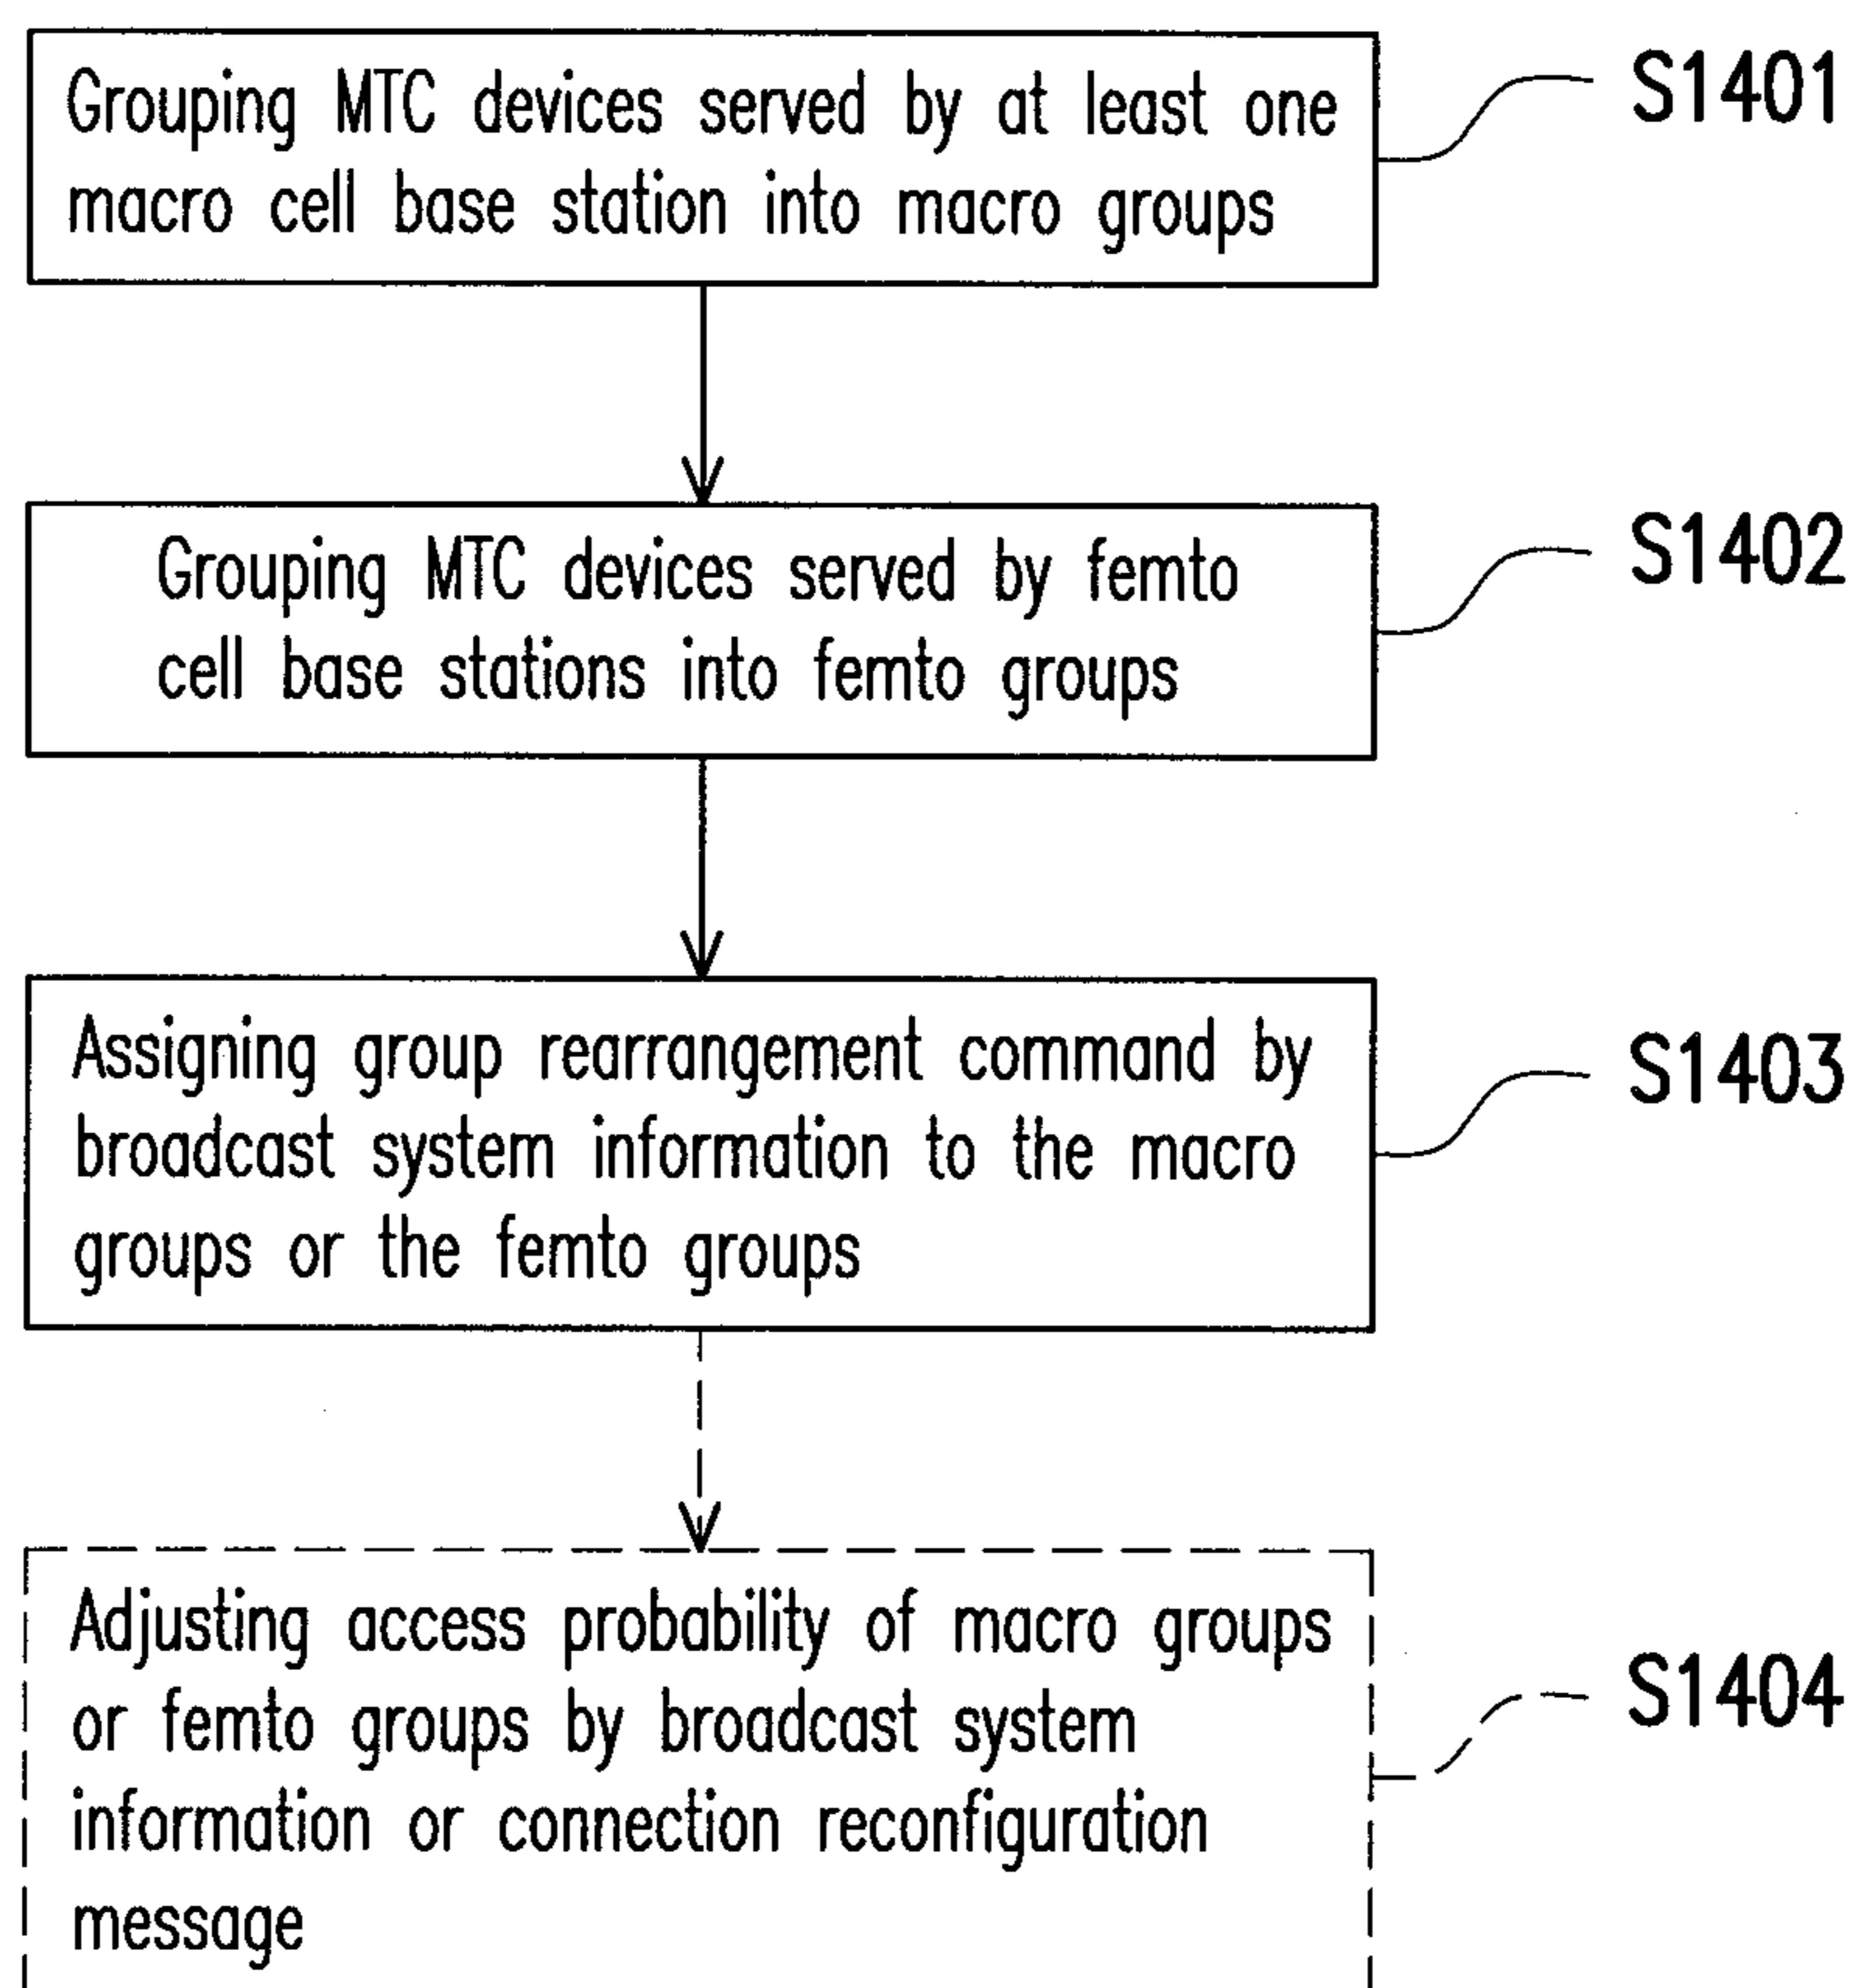 Grouping MTC devices served by at least one
macro cell base station into macro groups
S1401
Grouping MTC devices served by femto
cell base stations into femto groups
S1402
Assigning group rearrangement command by
broadcast system information to the macro
groups or the femto groups
S1403
Adjusting access probability of macro groups
or femto groups by broadcast system
information or connection reconfiguration
message
S1404